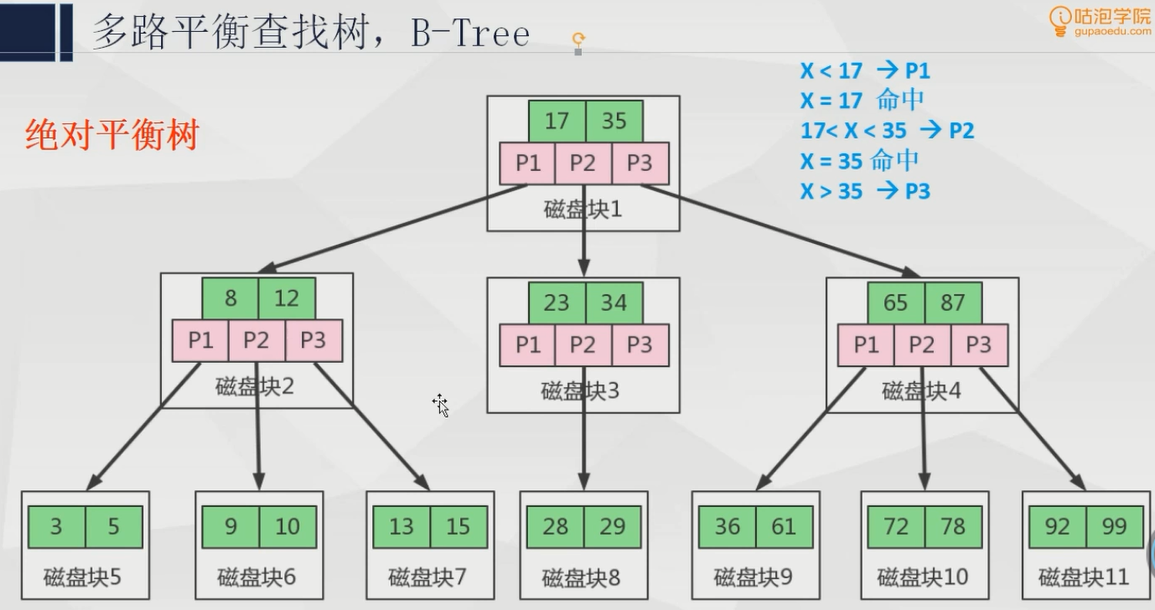 多路平衡查找树，B-Tree
咕泡学院
gupaoedu.com
绝对平衡树
X < 17 → P1
X = 17 命中
17< X < 35 → P2
X = 35 命中
X > 35 → P3
17 35
P1 P2 P3
磁盘块1
8 12
P1 P2 P3
磁盘块2
23 34
P1 P2 P3
磁盘块3
65 87
P1 P2 P3
磁盘块4
3 5
磁盘块5
9 10
磁盘块6
13 15
磁盘块7
28 29
磁盘块8
36 61
磁盘块9
72 78
磁盘块10
92 99
磁盘块11